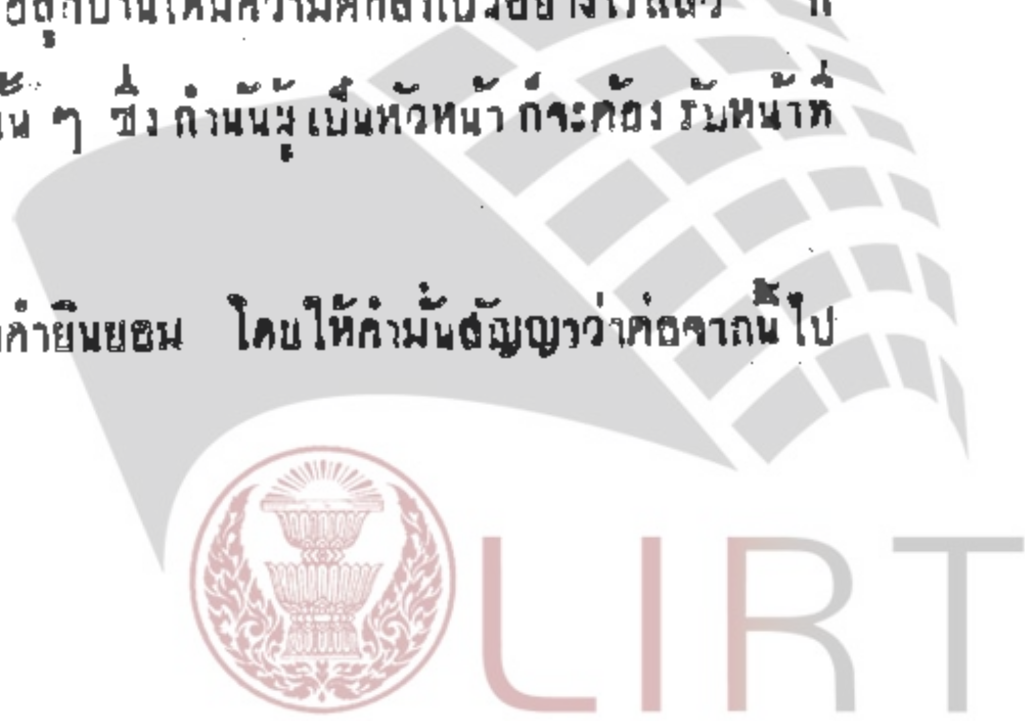 นั้น ๆ ซึ่ง กำนันผู้ เป็นหัวหน้า ก็จะต้อง รับหน้าที่
คำยินยอม โดยให้คำมั่นสัญญาว่าต่อจากนี้ไป
LIRT